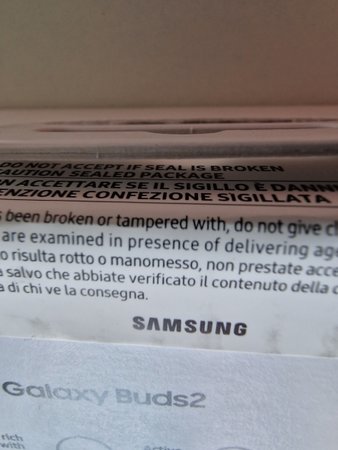 DO NOT ACCEPT IF SEAL IS BROKEN
CAUTION SEALED PACKAGE
ACCETTARE SE IL SIGILLO È
CONFEZIONE SIGILLATA
been broken or tampered with, do not give
are examined in presence of delivering
risulta rotto o manomesso, non prestate
salvo che abbiate verificato il contenuto della
di chi ve la consegna.
SAMSUNG
Galaxy Buds2
rich
with